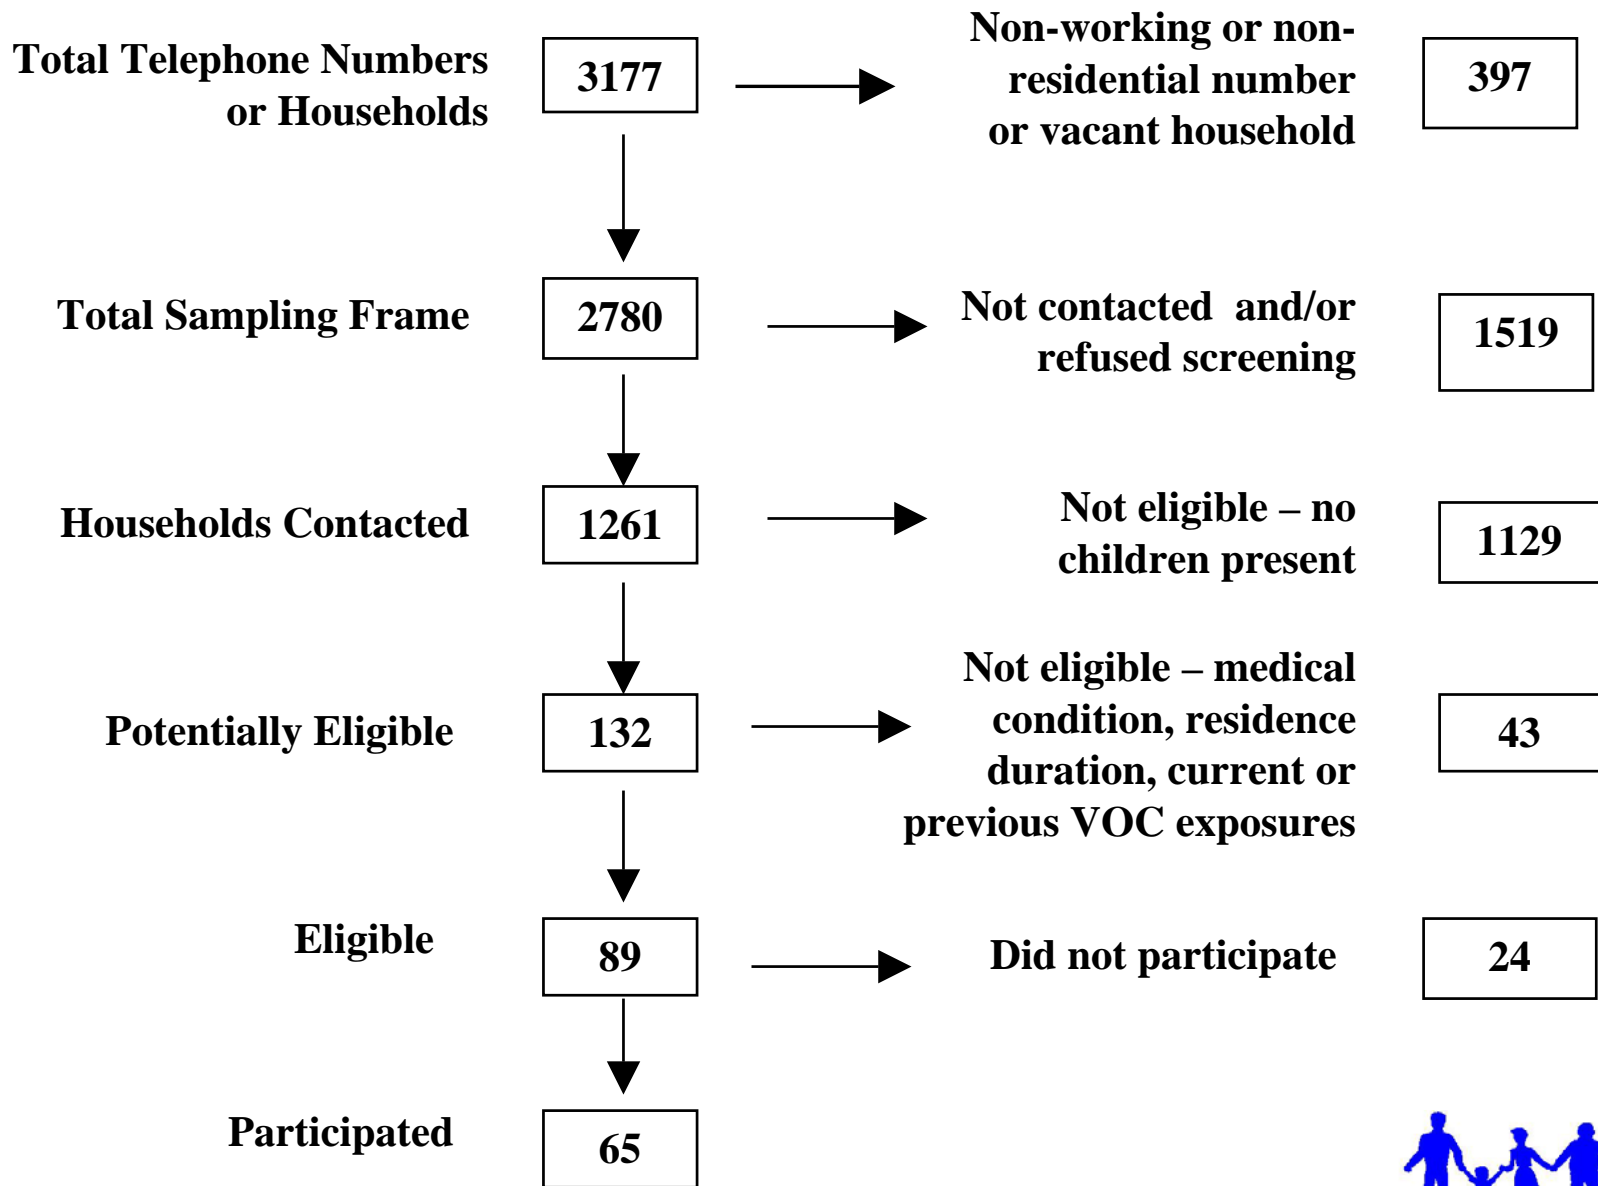 Total Telephone Numbers
or Households
3177
Non-working or non-
residential number
or vacant household
397
Total Sampling Frame
2780
Not contacted and/or
refused screening
1519
Households Contacted
1261
Not eligible – no
children present
1129
Potentially Eligible
132
Not eligible – medical
condition, residence
duration, current or
previous VOC exposures
43
Eligible
89
Did not participate
24
Participated
65